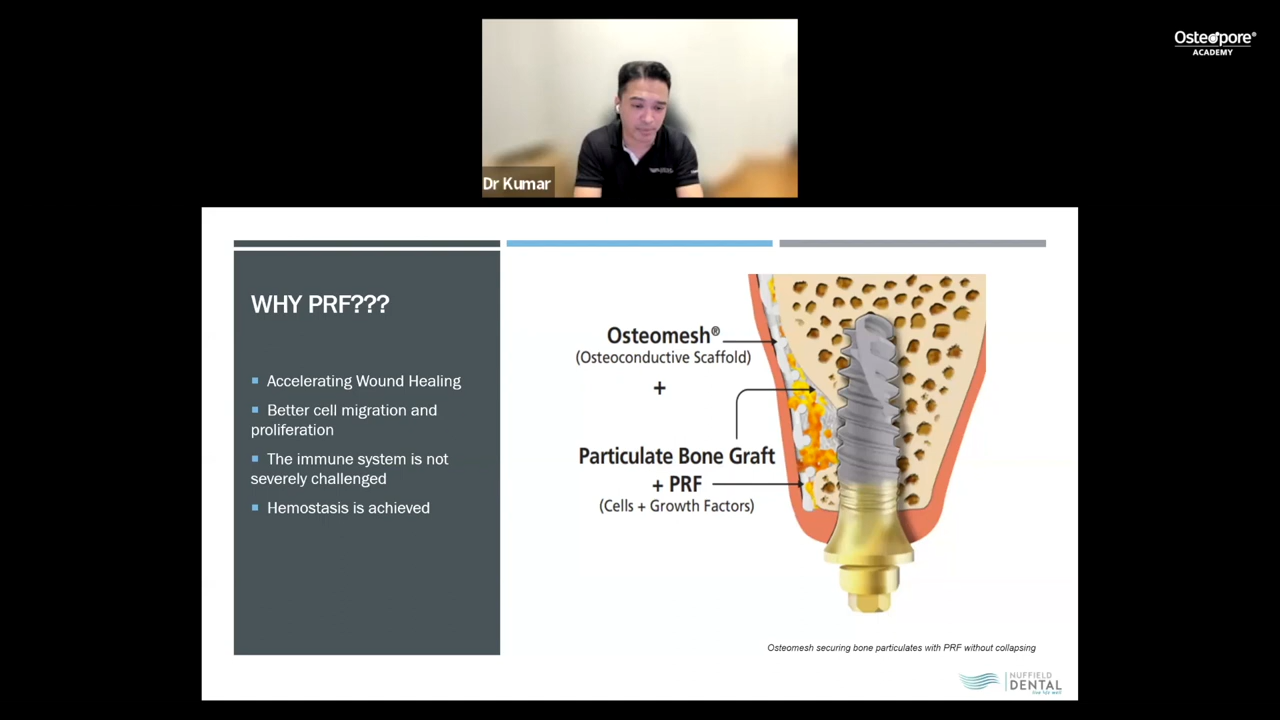 Osteopore®
ACADEMY
Dr Kumar
WHY PRF???
Accelerating Wound Healing
Better cell migration and
proliferation
The immune system is not
severely challenged
Hemostasis is achieved
Osteomesh®
(Osteoconductive Scaffold)
+
Particulate Bone Graft
+ PRF
(Cells + Growth Factors)
Osteomesh securing bone particulates with PRF without collapsing
NUFFIELD
DENTAL